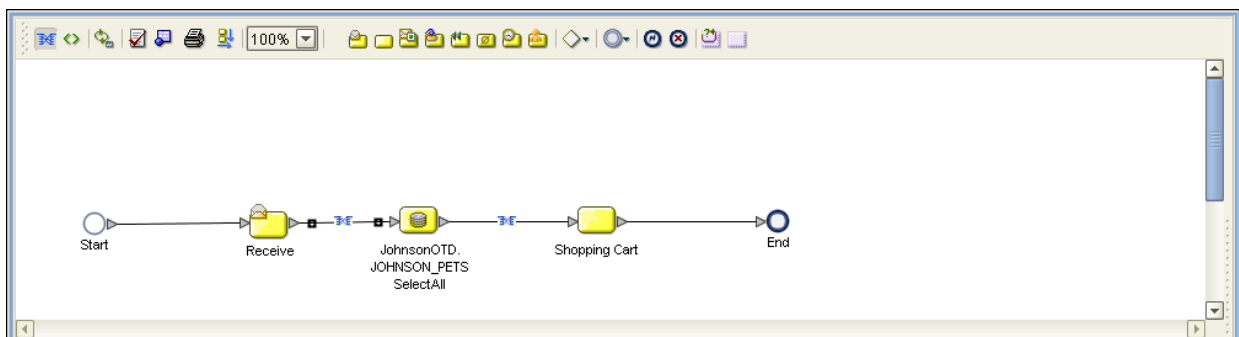 100%
Start
Receive
JohnsonOTD.
JOHNSON_PETS
SelectAll
Shopping Cart
End